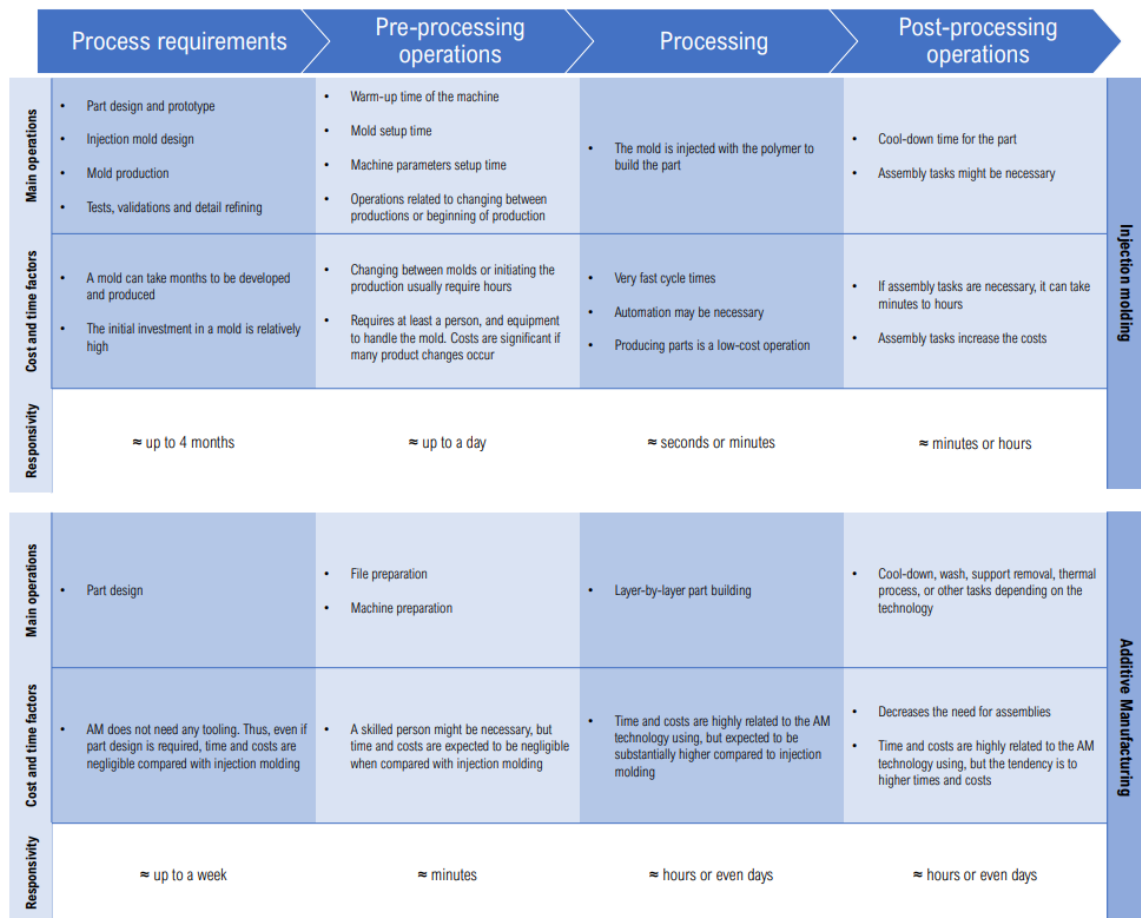 Process requirements
Pre-processing
operations
Processing
Post-processing
operations
Main operations
• Part design and prototype
• Injection mold design
• Mold production
• Tests, validations and detail refining
• Warm-up time of the machine
• Mold setup time
• Machine parameters setup time
• Operations related to changing between
productions or beginning of production
• The mold is injected with the polymer to
build the part
• Cool-down time for the part
• Assembly tasks might be necessary
Injection molding
Cost and time factors
• A mold can take months to be developed
and produced
• The initial investment in a mold is relatively
high
• Changing between molds or initiating the
production usually require hours
• Requires at least a person, and equipment
to handle the mold. Costs are significant if
many product changes occur
• Very fast cycle times
• Automation may be necessary
• Producing parts is a low-cost operation
• If assembly tasks are necessary, it can take
minutes to hours
• Assembly tasks increase the costs
Responsivity
≈ up to 4 months
≈ up to a day
≈ seconds or minutes
≈ minutes or hours
Main operations
• Part design
• File preparation
• Machine preparation
• Layer-by-layer part building
• Cool-down, wash, support removal, thermal
process, or other tasks depending on the
technology
Additive Manufacturing
Cost and time factors
• AM does not need any tooling. Thus, even if
part design is required, time and costs are
negligible compared with injection molding
• A skilled person might be necessary, but
time and costs are expected to be negligible
when compared with injection molding
• Time and costs are highly related to the AM
technology using, but expected to be
substantially higher compared to injection
molding
• Decreases the need for assemblies
• Time and costs are highly related to the AM
technology using, but the tendency is to
higher times and costs
Responsivity
≈ up to a week
≈ minutes
≈ hours or even days
≈ hours or even days